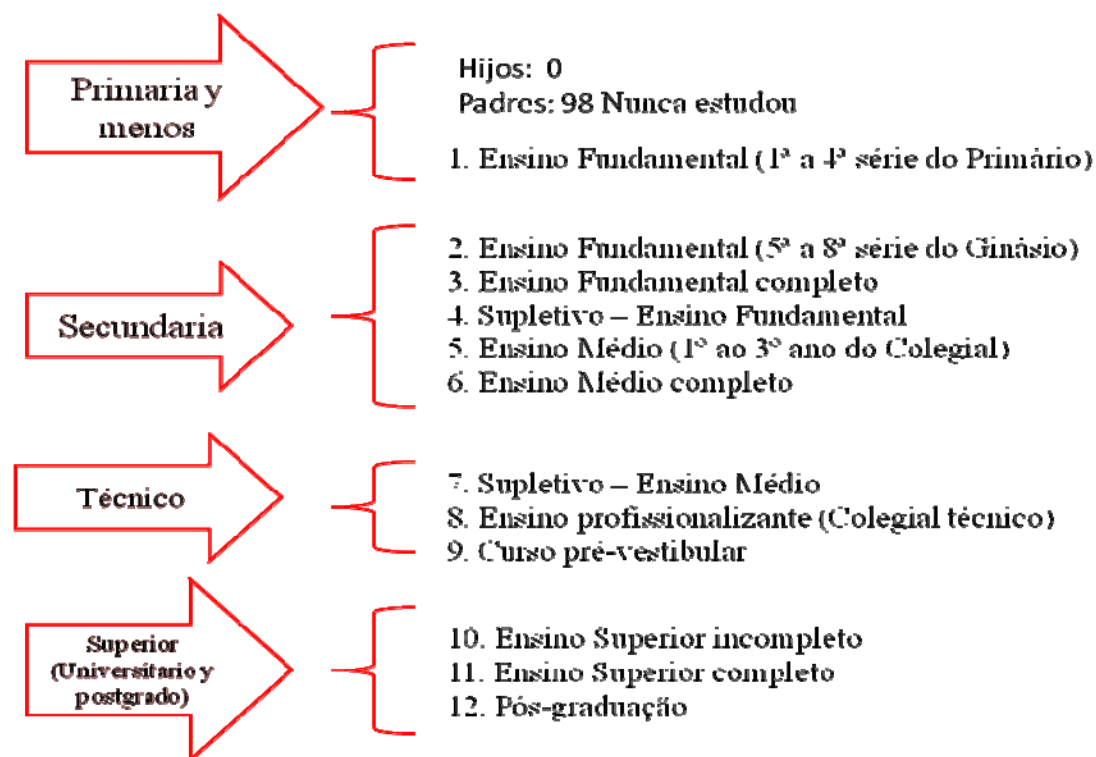 Primaria y
menos
Hijos: 0
Padres: 98 Nunca estudou
1. Ensino Fundamental (1ª a 4ª série do Primário)
Secundaria
2. Ensino Fundamental (5ª a 8ª série do Ginásio)
3. Ensino Fundamental completo
4. Supletivo – Ensino Fundamental
5. Ensino Médio (1º ao 3º ano do Colegial)
6. Ensino Médio completo
Técnico
7. Supletivo – Ensino Médio
8. Ensino profissionalizante (Colegial técnico)
9. Curso pré-vestibular
Superior
(Universitario y
postgrado)
10. Ensino Superior incompleto
11. Ensino Superior completo
12. Pós-graduação